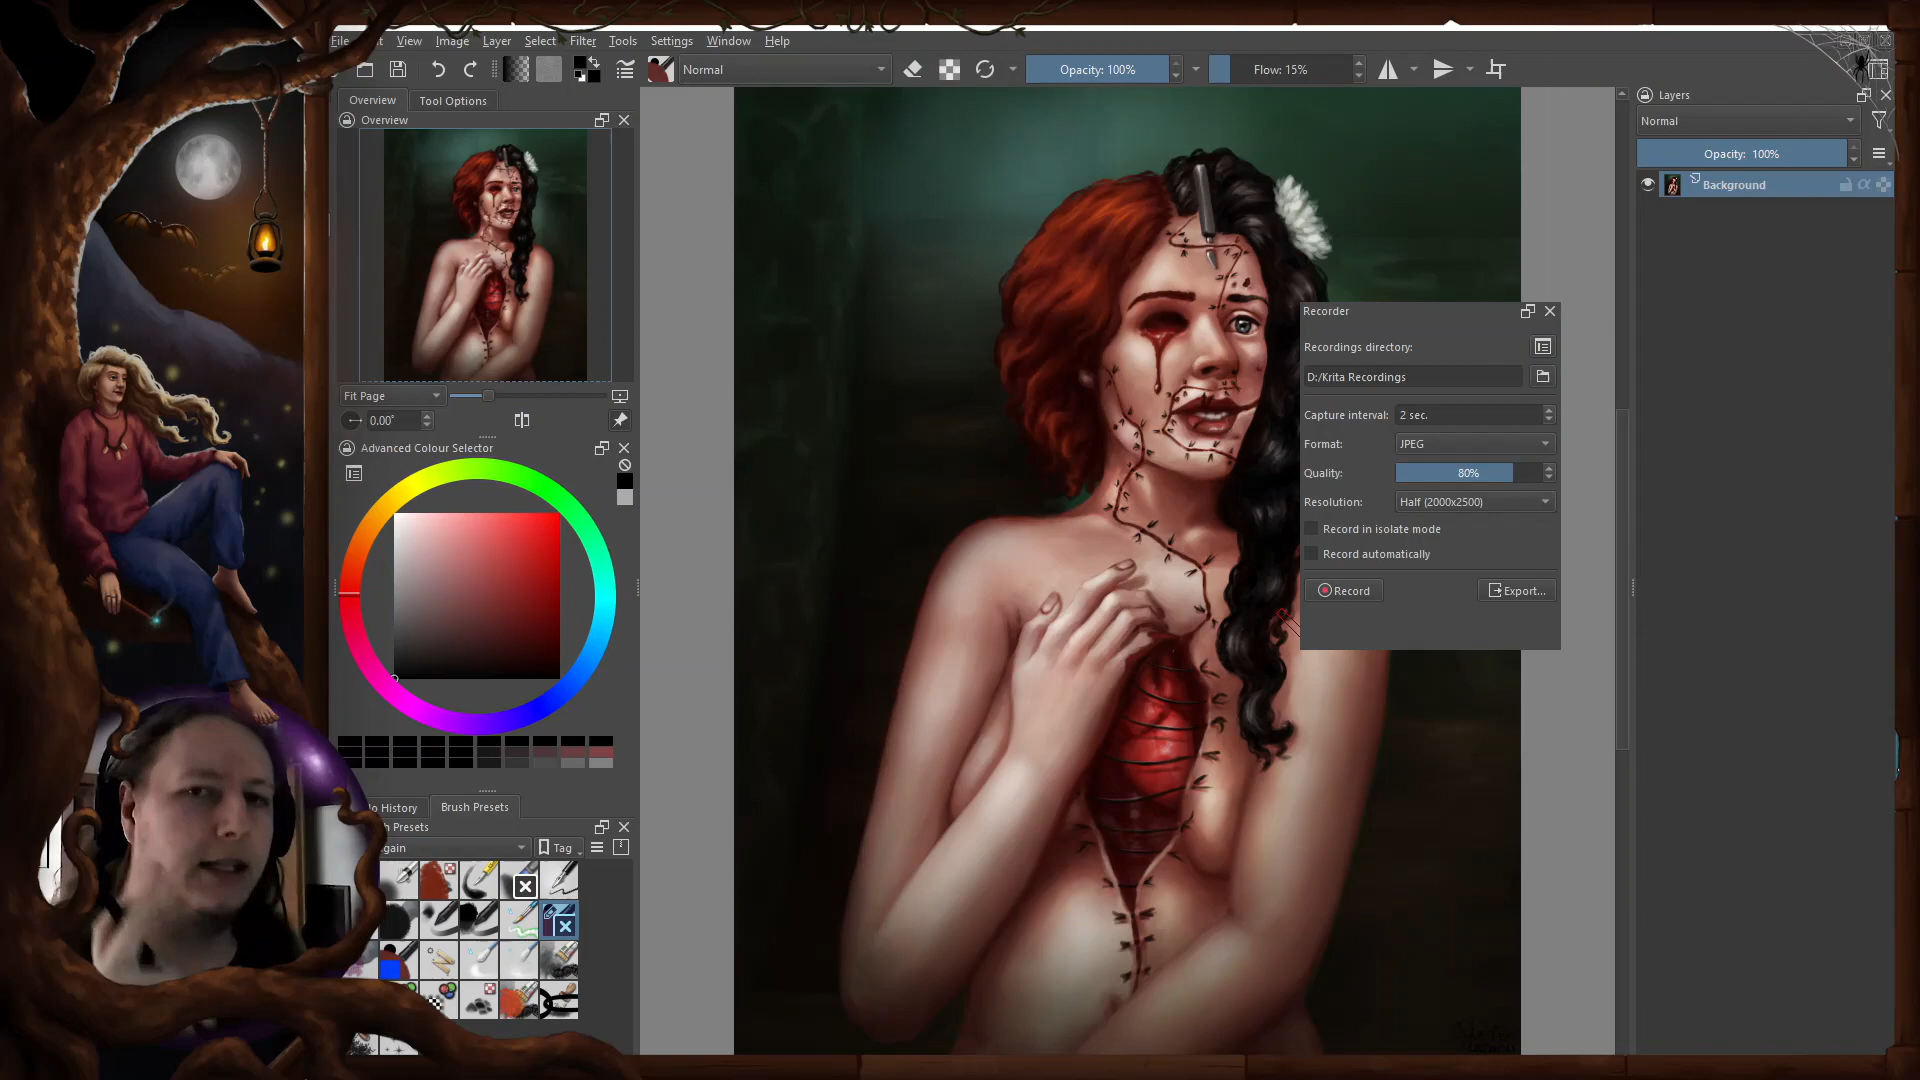 File View Image Layer Select Filter Tools Settings Window Help
Normal Opacity: 100% Flow: 15%
Overview Tool Options
Overview
Fit Page
0.00°
Advanced Colour Selector
Brush Presets
Layers
Normal
Opacity: 100%
Background
Recorder
Recordings directory:
D:/Krita Recordings
Capture interval: 2 sec.
Format: JPEG
Quality: 80%
Resolution: Half (2000x2500)
Record in isolate mode
Record automatically
Record Export...
History
Tag